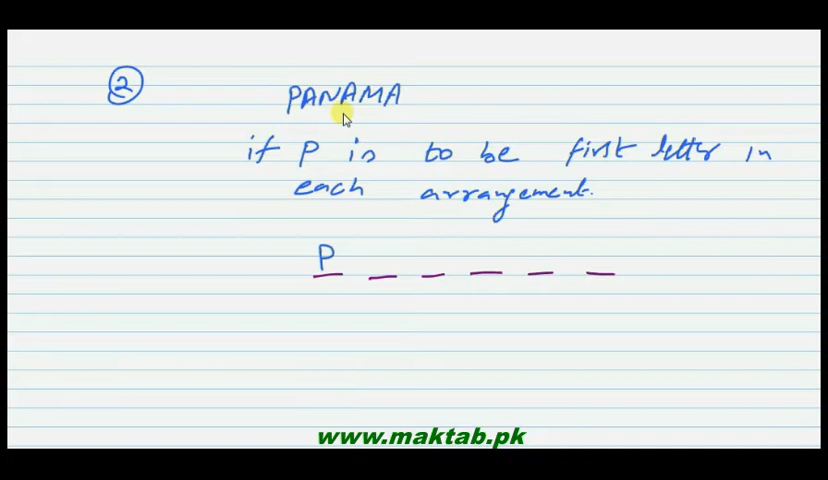 2
PANAMA
if P is to be first letter in
each arrangement.
P
www.maktab.pk